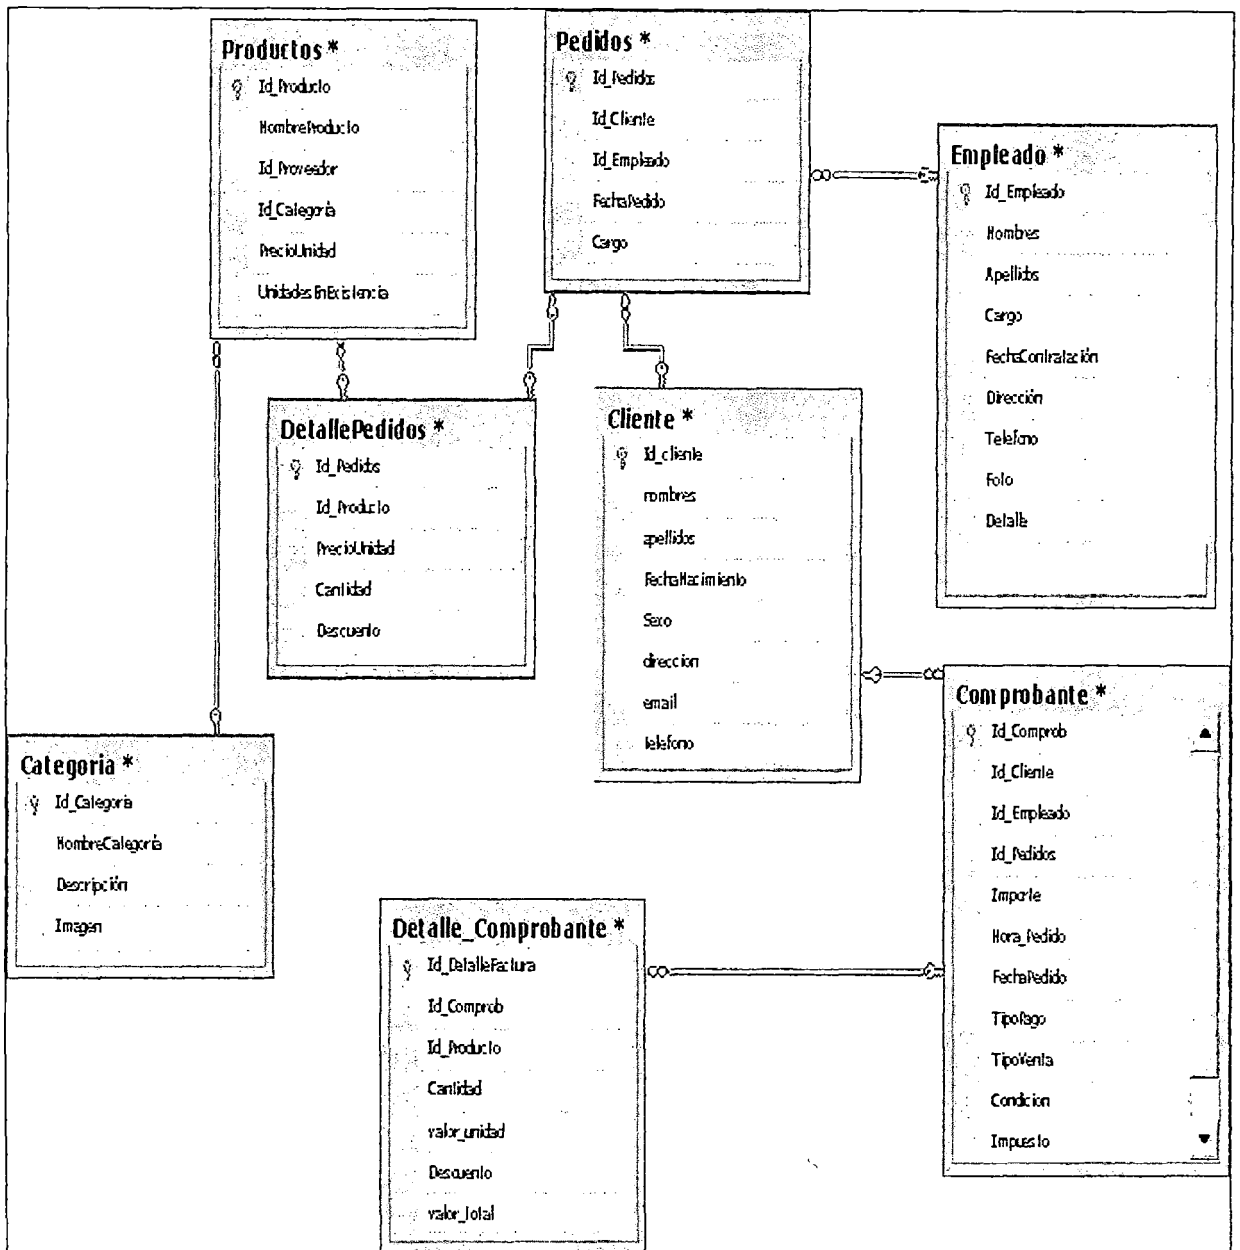 Productos *
Id_Producto
NombreProducto
Id_Proveedor
Id_Categoría
PrecioUnidad
UnidadesEnExistencia
Pedidos *
Id_Pedidos
Id_Cliente
Id_Empleado
FechaPedido
Cargo
Empleado *
Id_Empleado
Nombres
Apellidos
Cargo
FechaContratación
Dirección
Telefono
Foto
Detalle
DetallePedidos *
Id_Pedidos
Id_Producto
PrecioUnidad
Cantidad
Descuento
Cliente *
Id_cliente
nombres
apellidos
FechaNacimiento
Sexo
direccion
email
telefono
Categoria *
Id_Categoria
NombreCategoría
Descripción
Imagen
Comprobante *
Id_Comprob
Id_Cliente
Id_Empleado
Id_Pedidos
Importe
Hora_Pedido
FechaPedido
TipoPago
TipoVenta
Condicion
Impuesto
Detalle_Comprobante *
Id_DetalleFactura
Id_Comprob
Id_Producto
Cantidad
valor_unidad
Descuento
valor_total